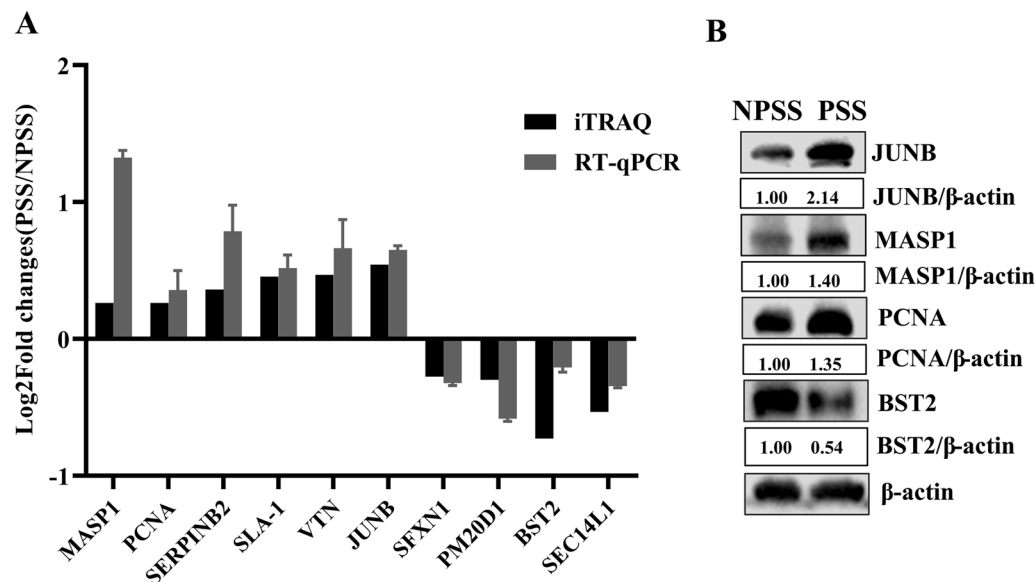 A
Log2Fold changes(PSS/NPSS)
2
1
0
-1
iTRAQ
RT-qPCR
MASP1
PCNA
SERPINB2
SLA-1
VTN
JUNB
SFXN1
PM20D1
BST2
SEC14L1
B
NPSS PSS
JUNB
1.00 2.14 JUNB/β-actin
MASP1
1.00 1.40 MASP1/β-actin
PCNA
1.00 1.35 PCNA/β-actin
BST2
1.00 0.54 BST2/β-actin
β-actin